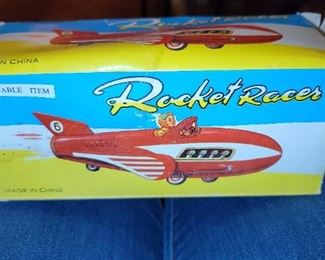 N CHINA
ABLE ITEM
Rocket Racer
6
MADE IN CHINA